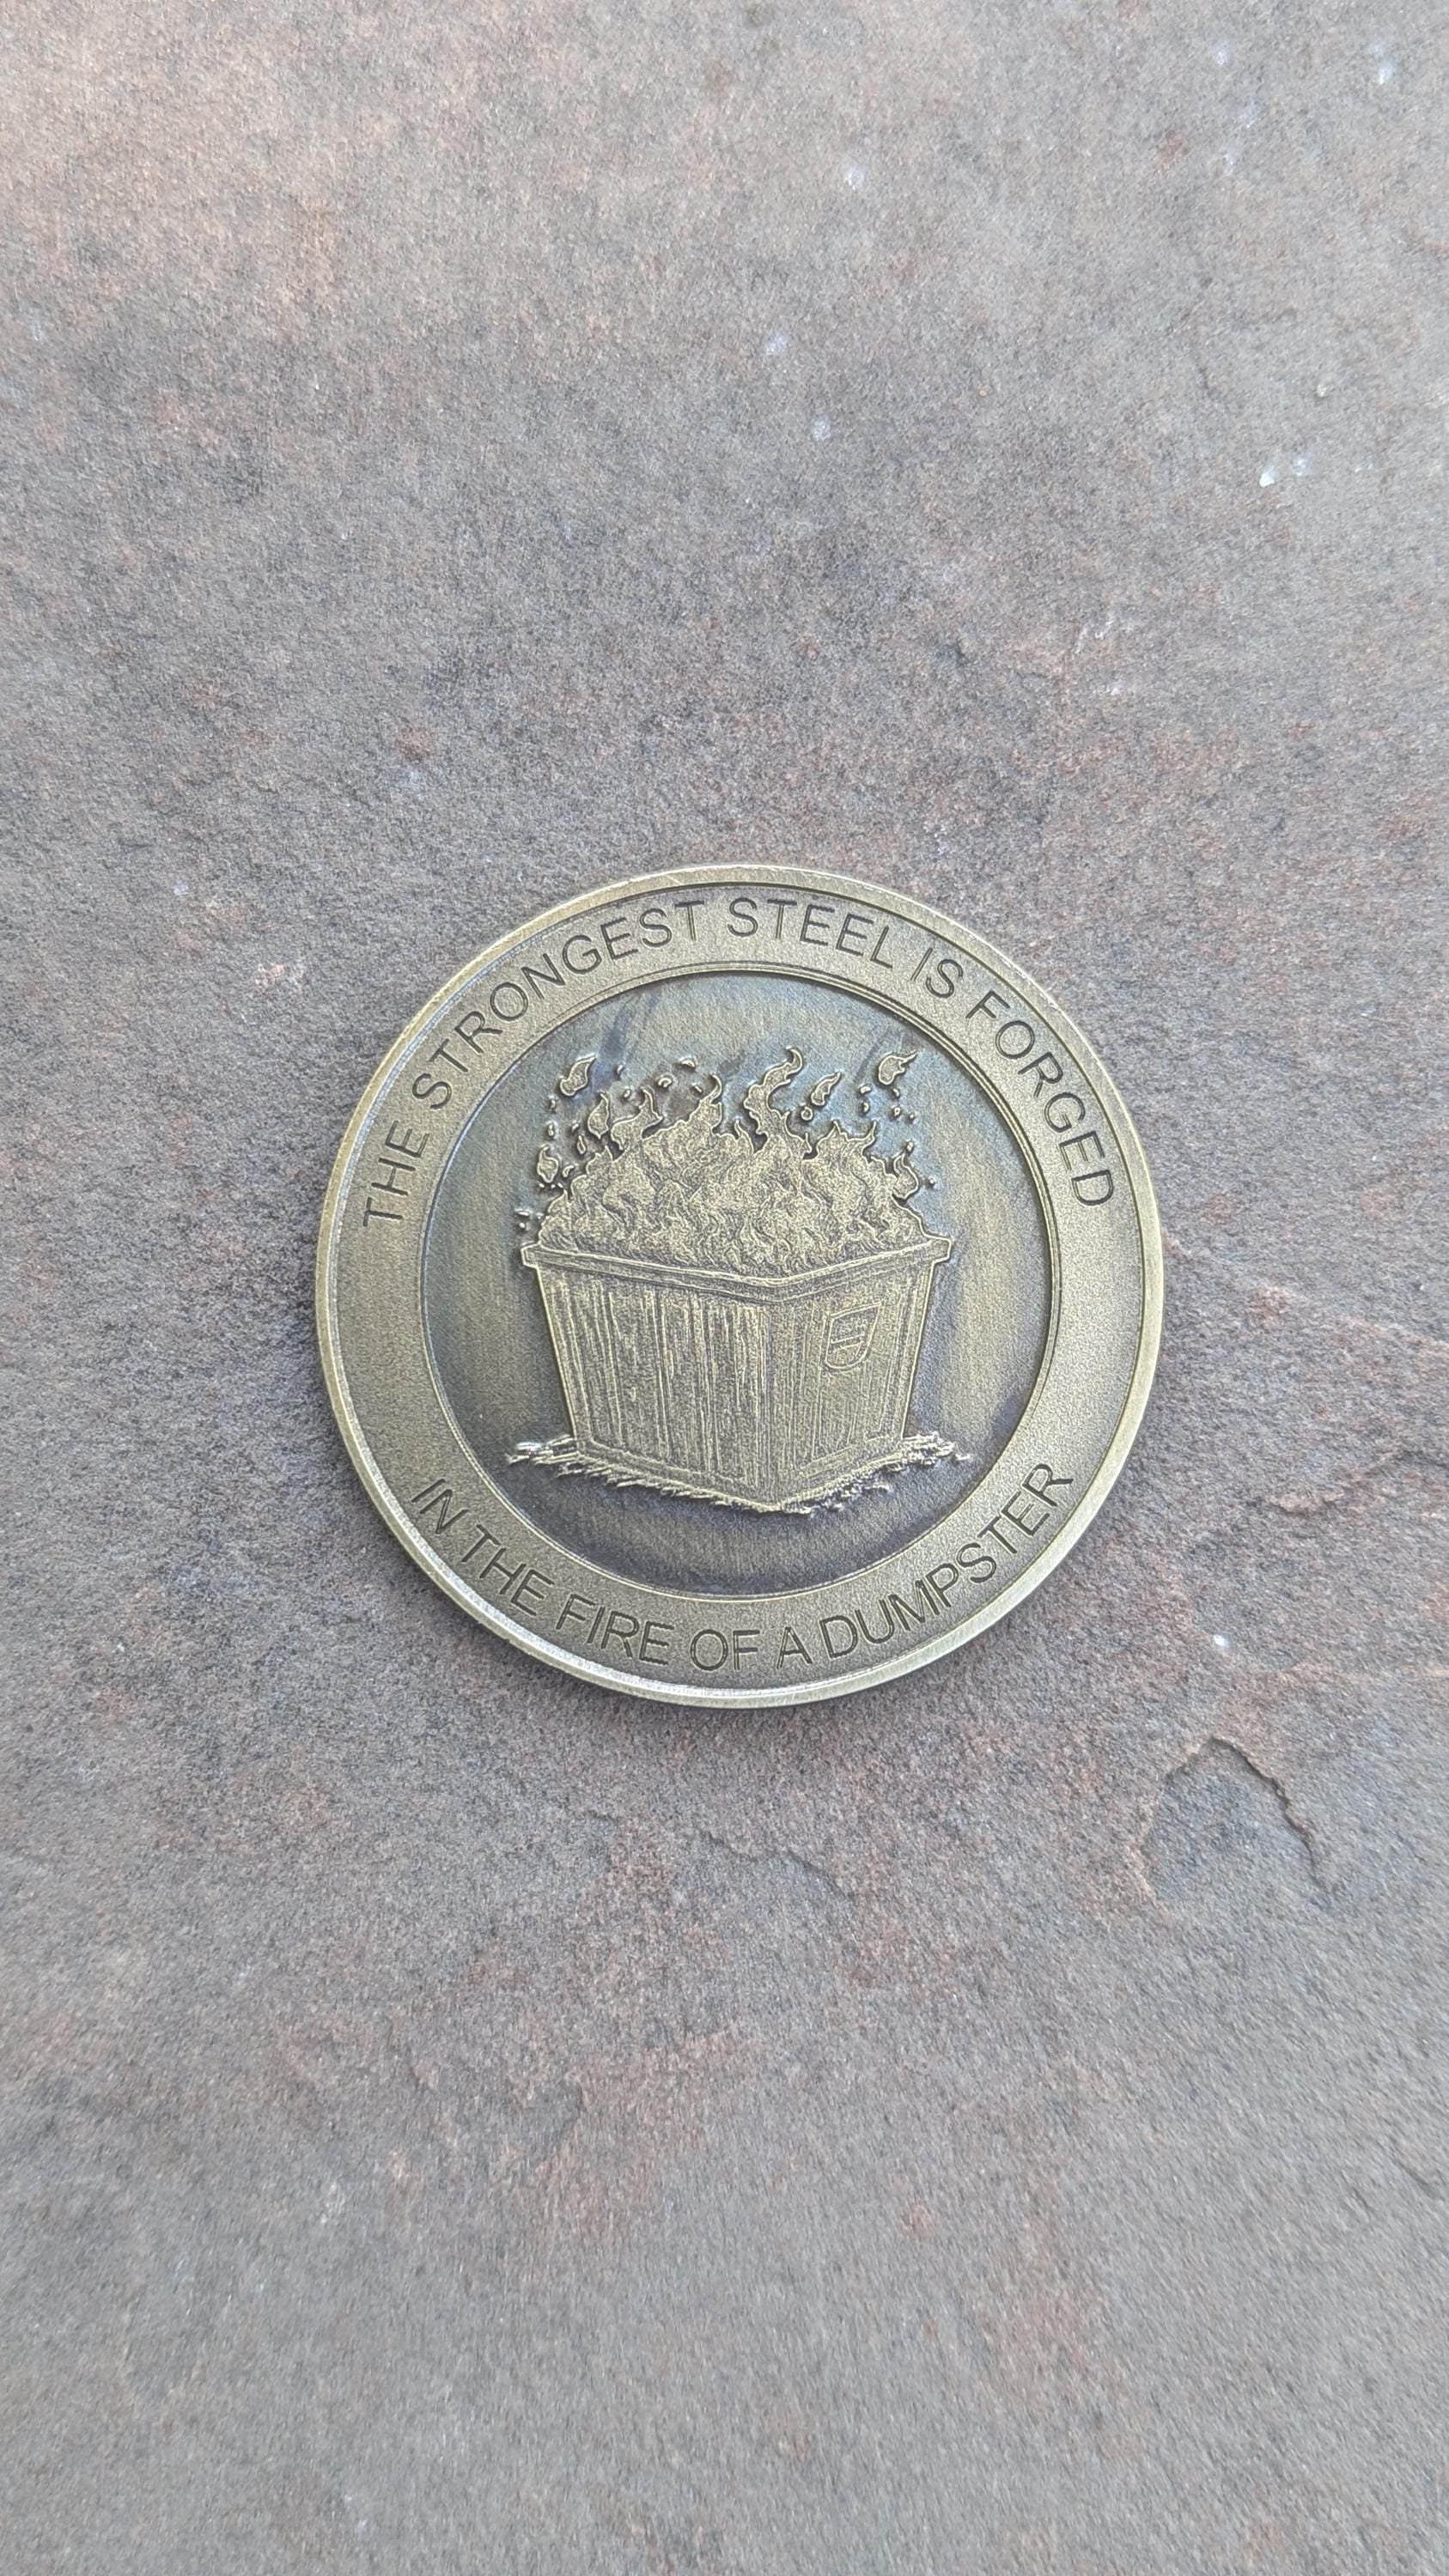 THE STRONGEST STEEL IS FORGED
IN THE FIRE OF A DUMPSTER